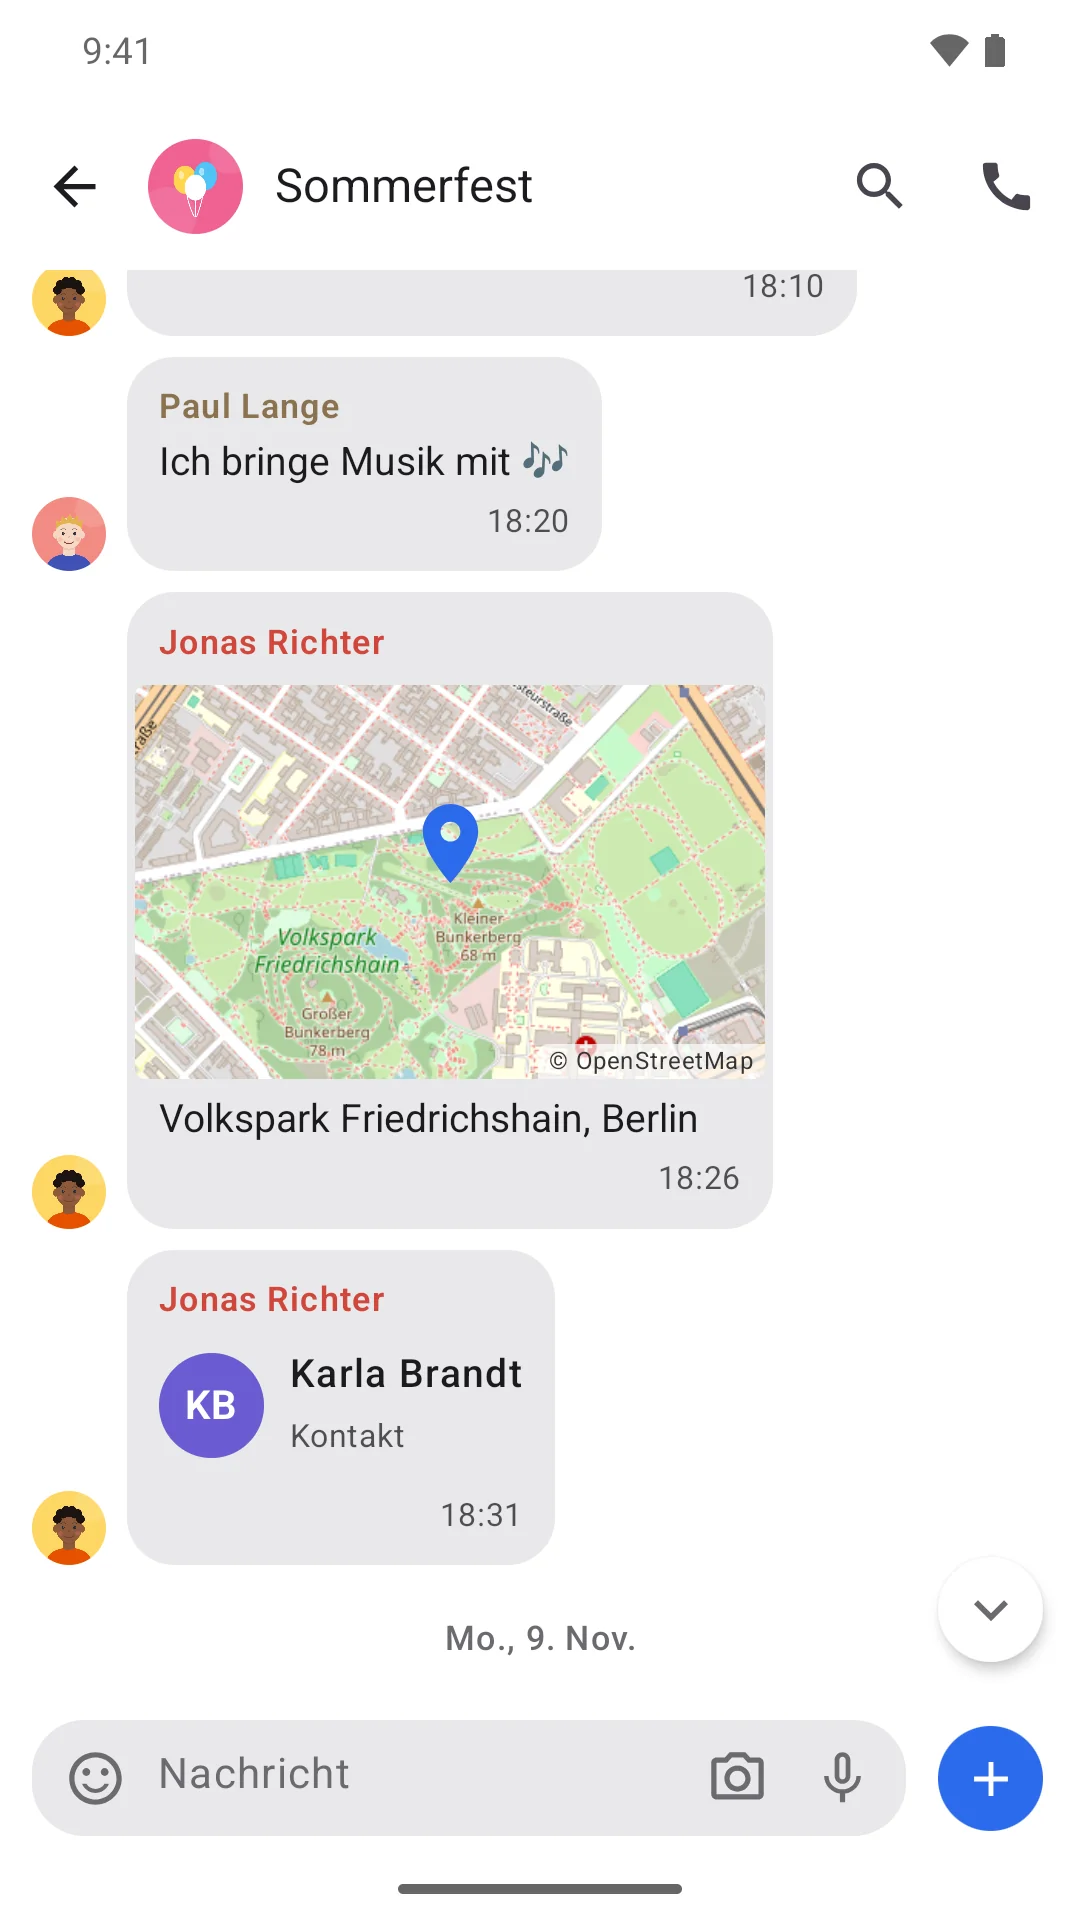 9:41
Sommerfest
18:10
Paul Lange
Ich bringe Musik mit 🎶
18:20
Jonas Richter
Volkspark
Friedrichshain
Kleiner
Bunkerberg
68 m
Großer
Bunkerberg
78 m
© OpenStreetMap
Volkspark Friedrichshain, Berlin
18:26
Jonas Richter
KB
Karla Brandt
Kontakt
18:31
Mo., 9. Nov.
Nachricht